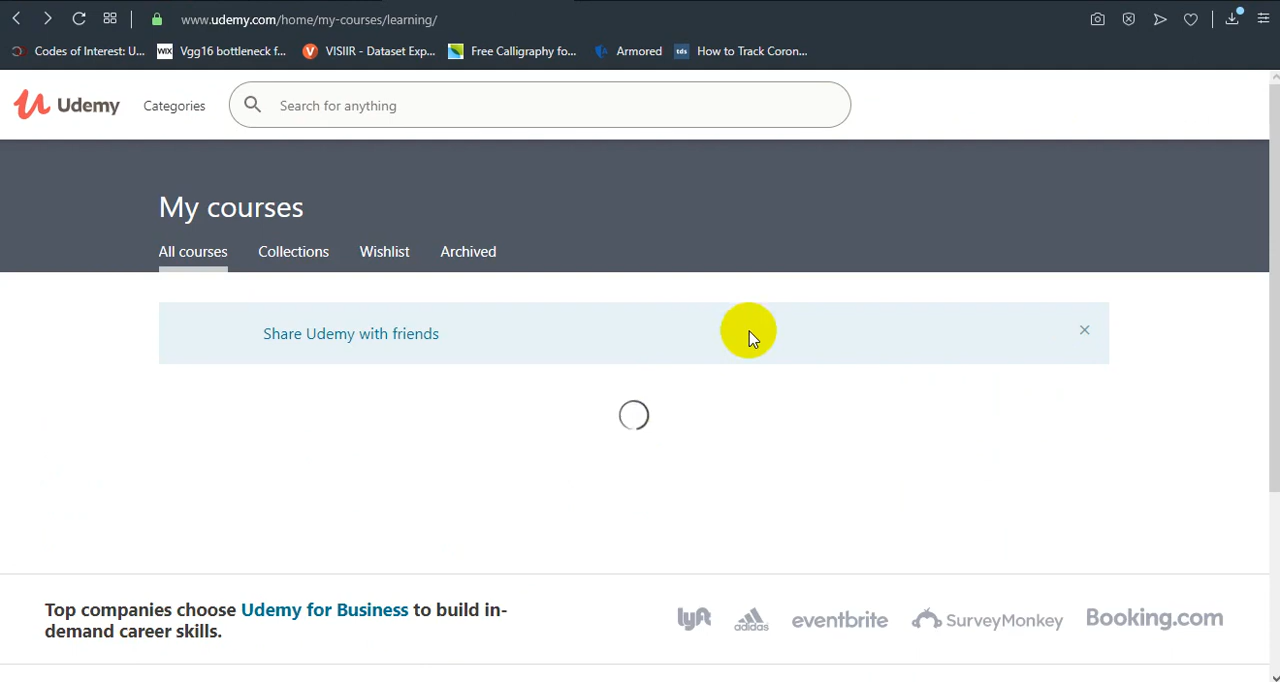 www.udemy.com/home/my-courses/learning/
Codes of Interest: U... WIX Vgg16 bottleneck f... V VISIIR - Dataset Exp... Free Calligraphy fo... Armored tds How to Track Coron...
Udemy Categories Search for anything
My courses
All courses Collections Wishlist Archived
Share Udemy with friends
Top companies choose Udemy for Business to build in-
demand career skills.
lyft adidas eventbrite SurveyMonkey Booking.com